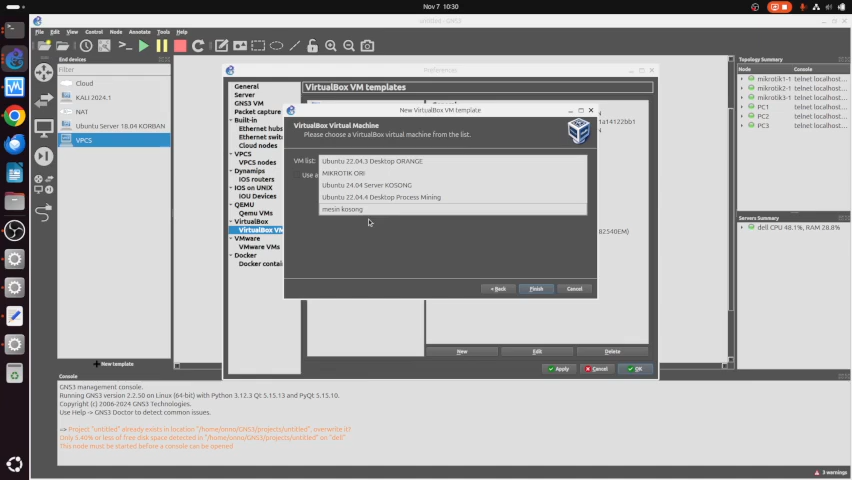 Nov 7 10:30
Untitled - GNS3
File Edit View Control Node Annotate Tools Help
End devices
Filter
Cloud
KALI 2024.1
NAT
Ubuntu Server 18.04 KORBAN
VPCS
New template
Preferences
General
Server
GNS3 VM
Packet capture
Built-in
Ethernet hubs
Ethernet switc
Cloud nodes
VPCS
VPCS nodes
Dynamips
IOS routers
IOS on UNIX
IOU Devices
QEMU
Qemu VMs
VirtualBox
VirtualBox VM
VMware
VMware VMs
Docker
Docker contai
VirtualBox VM templates
1a14122bb1
82540EM)
New VirtualBox VM template
VirtualBox Virtual Machine
Please choose a VirtualBox virtual machine from the list.
VM list:
Use a
Ubuntu 22.04.3 Desktop ORANGE
MIKROTIK ORI
Ubuntu 24.04 Server KOSONG
Ubuntu 22.04.4 Desktop Process Mining
mesin kosong
< Back Finish Cancel
New Edit Delete
Apply Cancel OK
Topology Summary
Node Console
mikrotik1-1 telnet localhost...
mikrotik2-1 telnet localhost...
mikrotik3-1 telnet localhost...
PC1 telnet localhost...
PC2 telnet localhost...
PC3 telnet localhost...
Servers Summary
dell CPU 48.1%, RAM 28.8%
Console
GNS3 management console.
Running GNS3 version 2.2.50 on Linux (64-bit) with Python 3.12.3 Qt 5.15.13 and PyQt 5.15.10.
Copyright (c) 2006-2024 GNS3 Technologies.
Use Help -> GNS3 Doctor to detect common issues.
=> Project "untitled" already exists in location "/home/onno/GNS3/projects/untitled", overwrite it?
Only 5.40% or less of free disk space detected in "/home/onno/GNS3/projects/untitled" on "dell"
This node must be started before a console can be opened
3 warnings